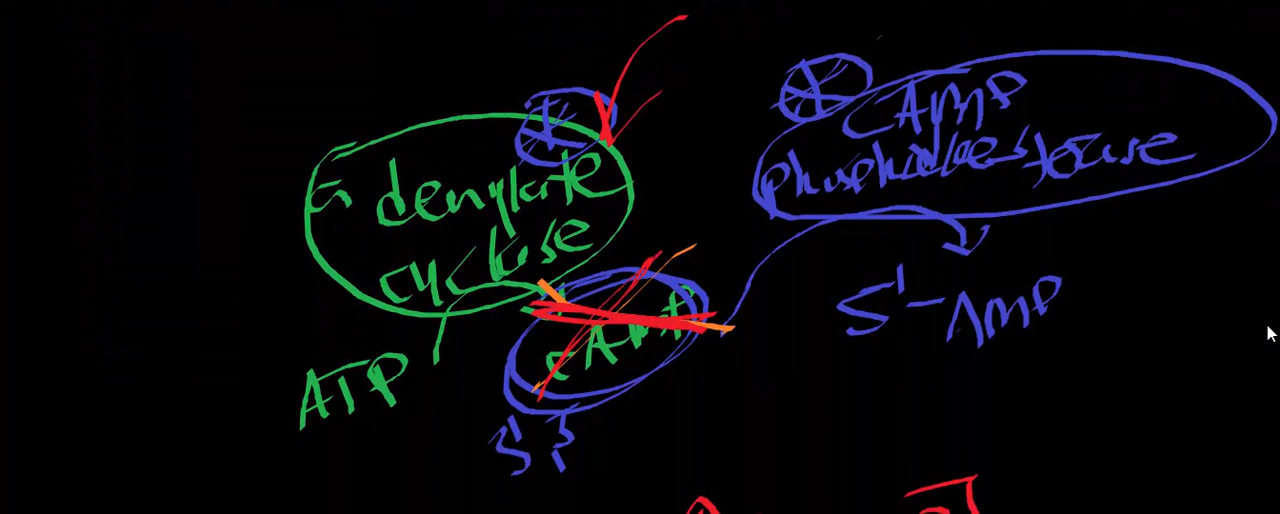 adenylate
cyclase
ATP
cAMP
cAMP
phosphodiesterase
5'-AMP